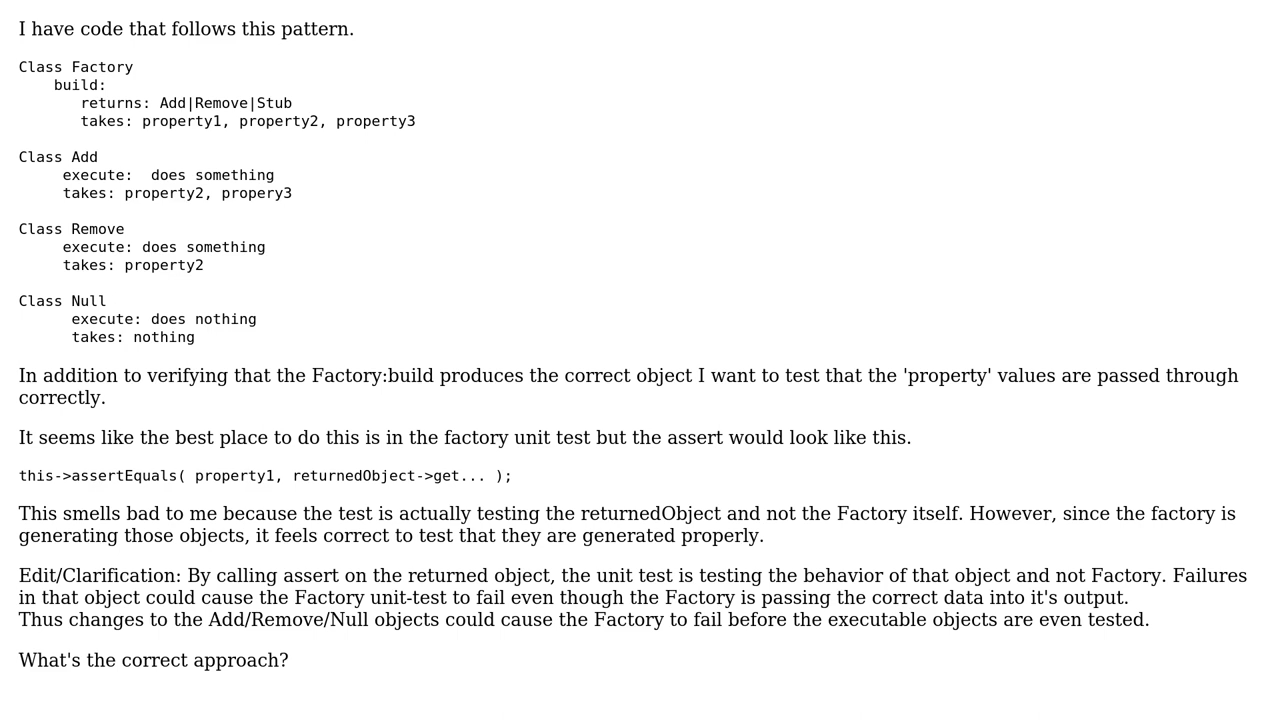 I have code that follows this pattern.
Class Factory
build:
returns: Add|Remove|Stub
takes: property1, property2, property3
Class Add
execute:  does something
takes: property2, propery3
Class Remove
execute: does something
takes: property2
Class Null
execute: does nothing
takes: nothing
In addition to verifying that the Factory:build produces the correct object I want to test that the 'property' values are passed through
correctly.
It seems like the best place to do this is in the factory unit test but the assert would look like this.
this->assertEquals( property1, returnedObject->get... );
This smells bad to me because the test is actually testing the returnedObject and not the Factory itself. However, since the factory is
generating those objects, it feels correct to test that they are generated properly.
Edit/Clarification: By calling assert on the returned object, the unit test is testing the behavior of that object and not Factory. Failures
in that object could cause the Factory unit-test to fail even though the Factory is passing the correct data into it's output.
Thus changes to the Add/Remove/Null objects could cause the Factory to fail before the executable objects are even tested.
What's the correct approach?